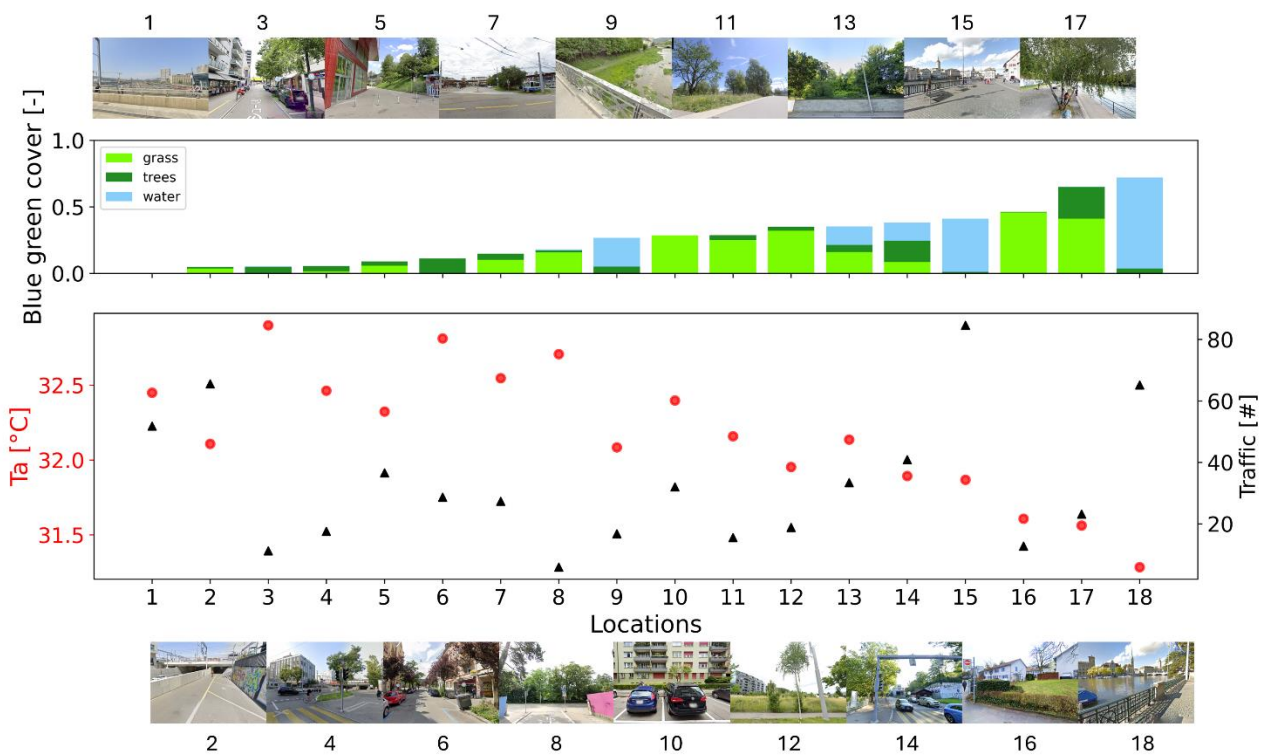 1 3 5 7 9 11 13 15 17
Blue green cover [-]
1.0
0.5
0.0
grass
trees
water
Ta [°C]
32.5
32.0
31.5
Traffic [#]
80
60
40
20
1 2 3 4 5 6 7 8 9 10 11 12 13 14 15 16 17 18
Locations
2 4 6 8 10 12 14 16 18